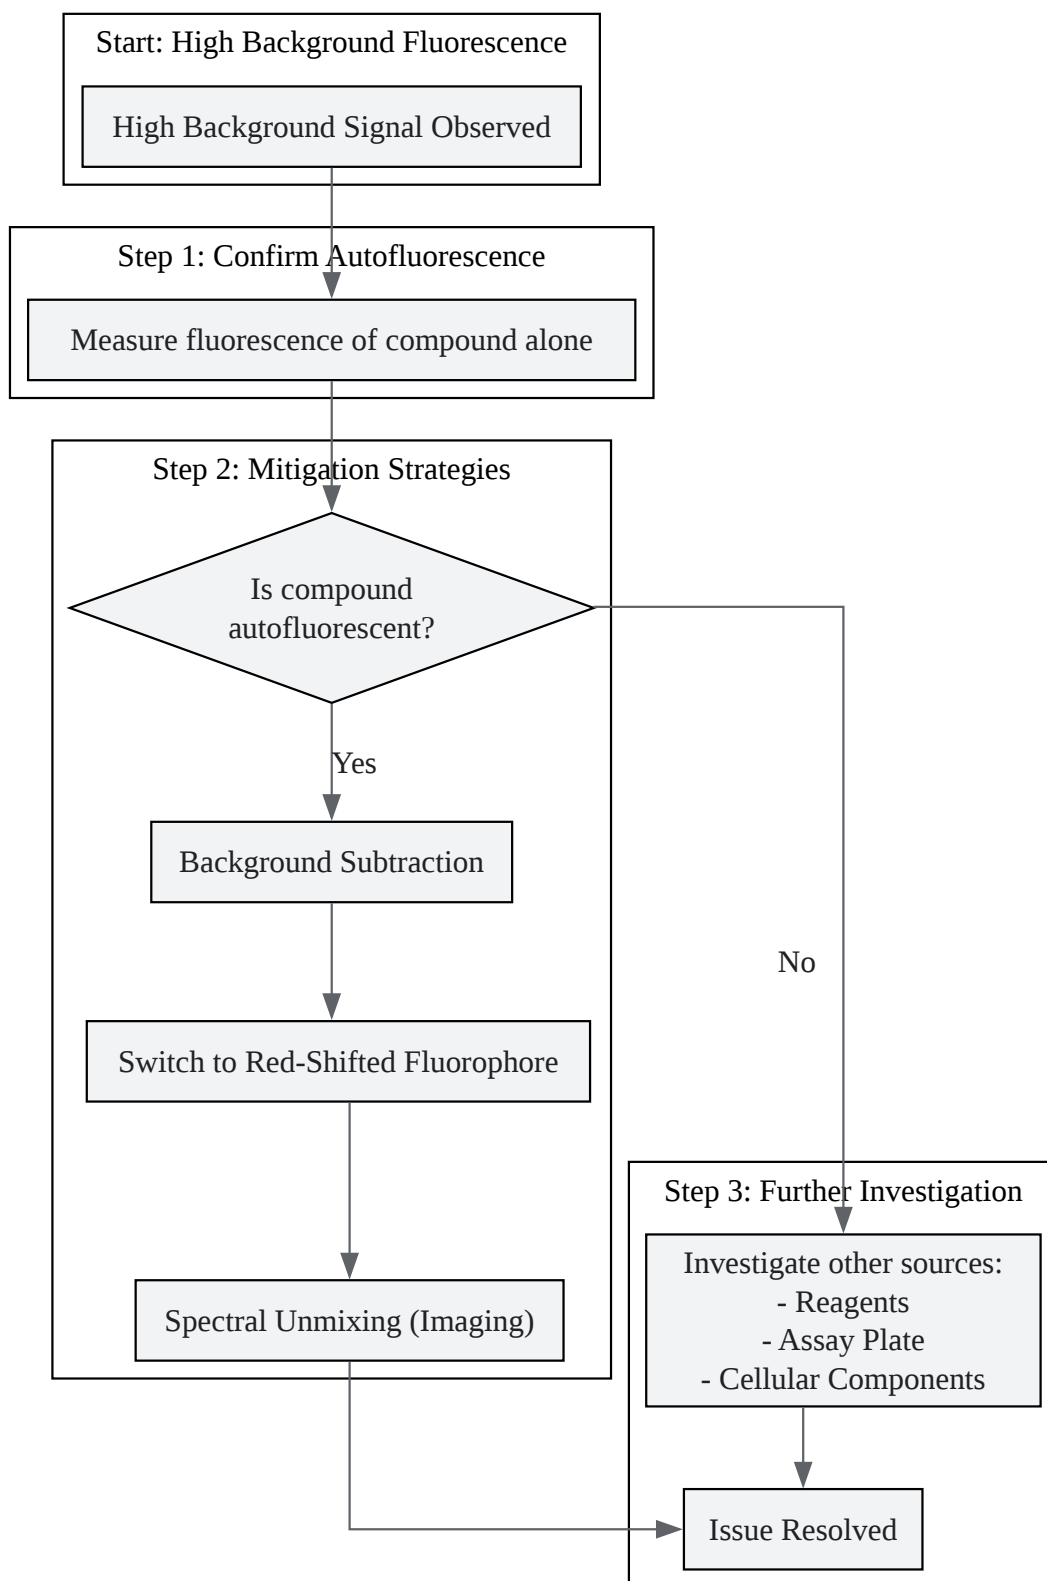 Start: High Background Fluorescence
High Background Signal Observed
Step 1: Confirm Autofluorescence
Measure fluorescence of compound alone
Step 2: Mitigation Strategies
Is compound
autofluorescent?
Yes
Background Subtraction
No
Switch to Red-Shifted Fluorophore
Step 3: Further Investigation
Investigate other sources:
- Reagents
- Assay Plate
- Cellular Components
Spectral Unmixing (Imaging)
Issue Resolved